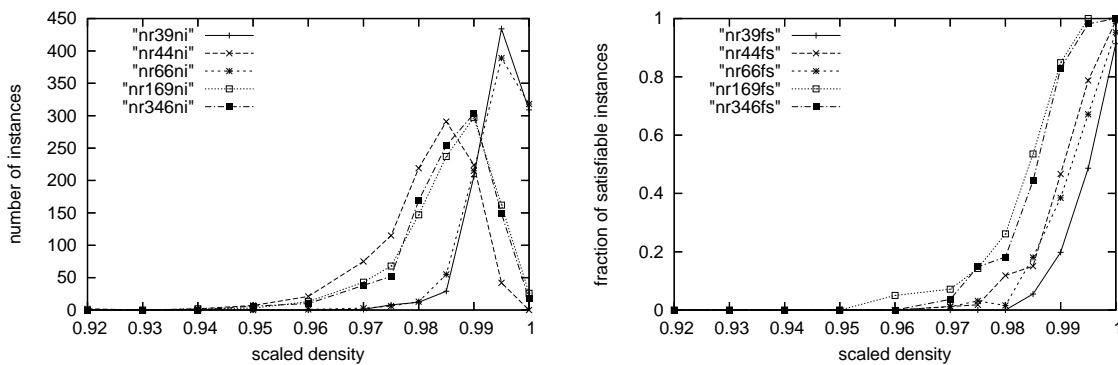 number of instances
450
400
350
300
250
200
150
100
50
0
"nr39ni"
"nr44ni"
"nr66ni"
"nr169ni"
"nr346ni"
0.92 0.93 0.94 0.95 0.96 0.97 0.98 0.99 1
scaled density
fraction of satisfiable instances
1
0.8
0.6
0.4
0.2
0
"nr39fs"
"nr44fs"
"nr66fs"
"nr169fs"
"nr346fs"
0.92 0.93 0.94 0.95 0.96 0.97 0.98 0.99 1
scaled density